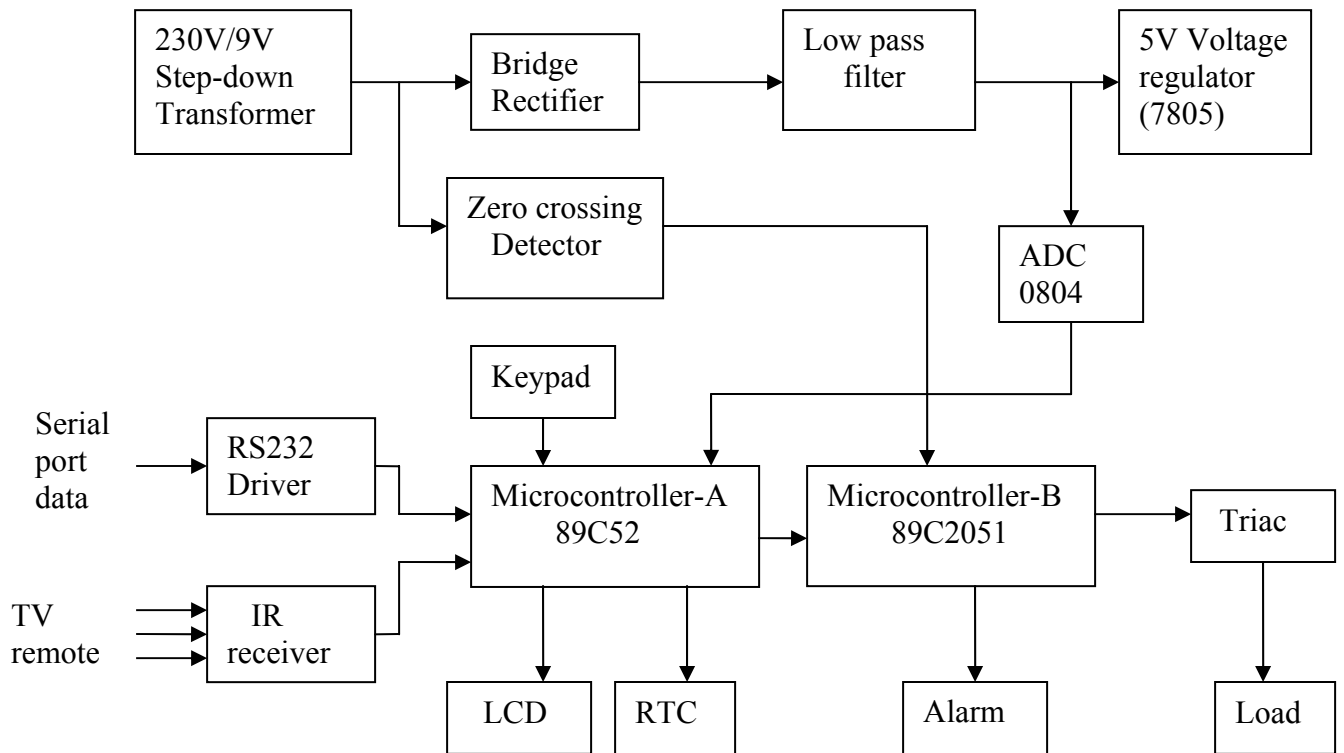 230V/9V
Step-down
Transformer
Bridge
Rectifier
Low pass
filter
5V Voltage
regulator
(7805)
Zero crossing
Detector
ADC
0804
Keypad
Serial
port
data
RS232
Driver
Microcontroller-A
89C52
Microcontroller-B
89C2051
Triac
TV
remote
IR
receiver
LCD
RTC
Alarm
Load